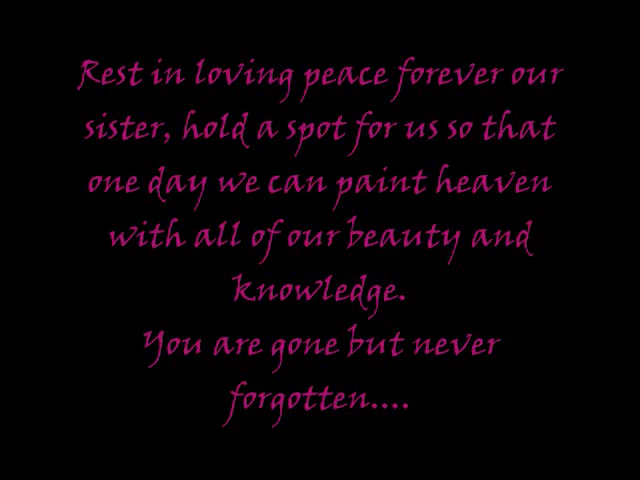 Rest in loving peace forever our
sister, hold a spot for us so that
one day we can paint heaven
with all of our beauty and
knowledge.
You are gone but never
forgotten....